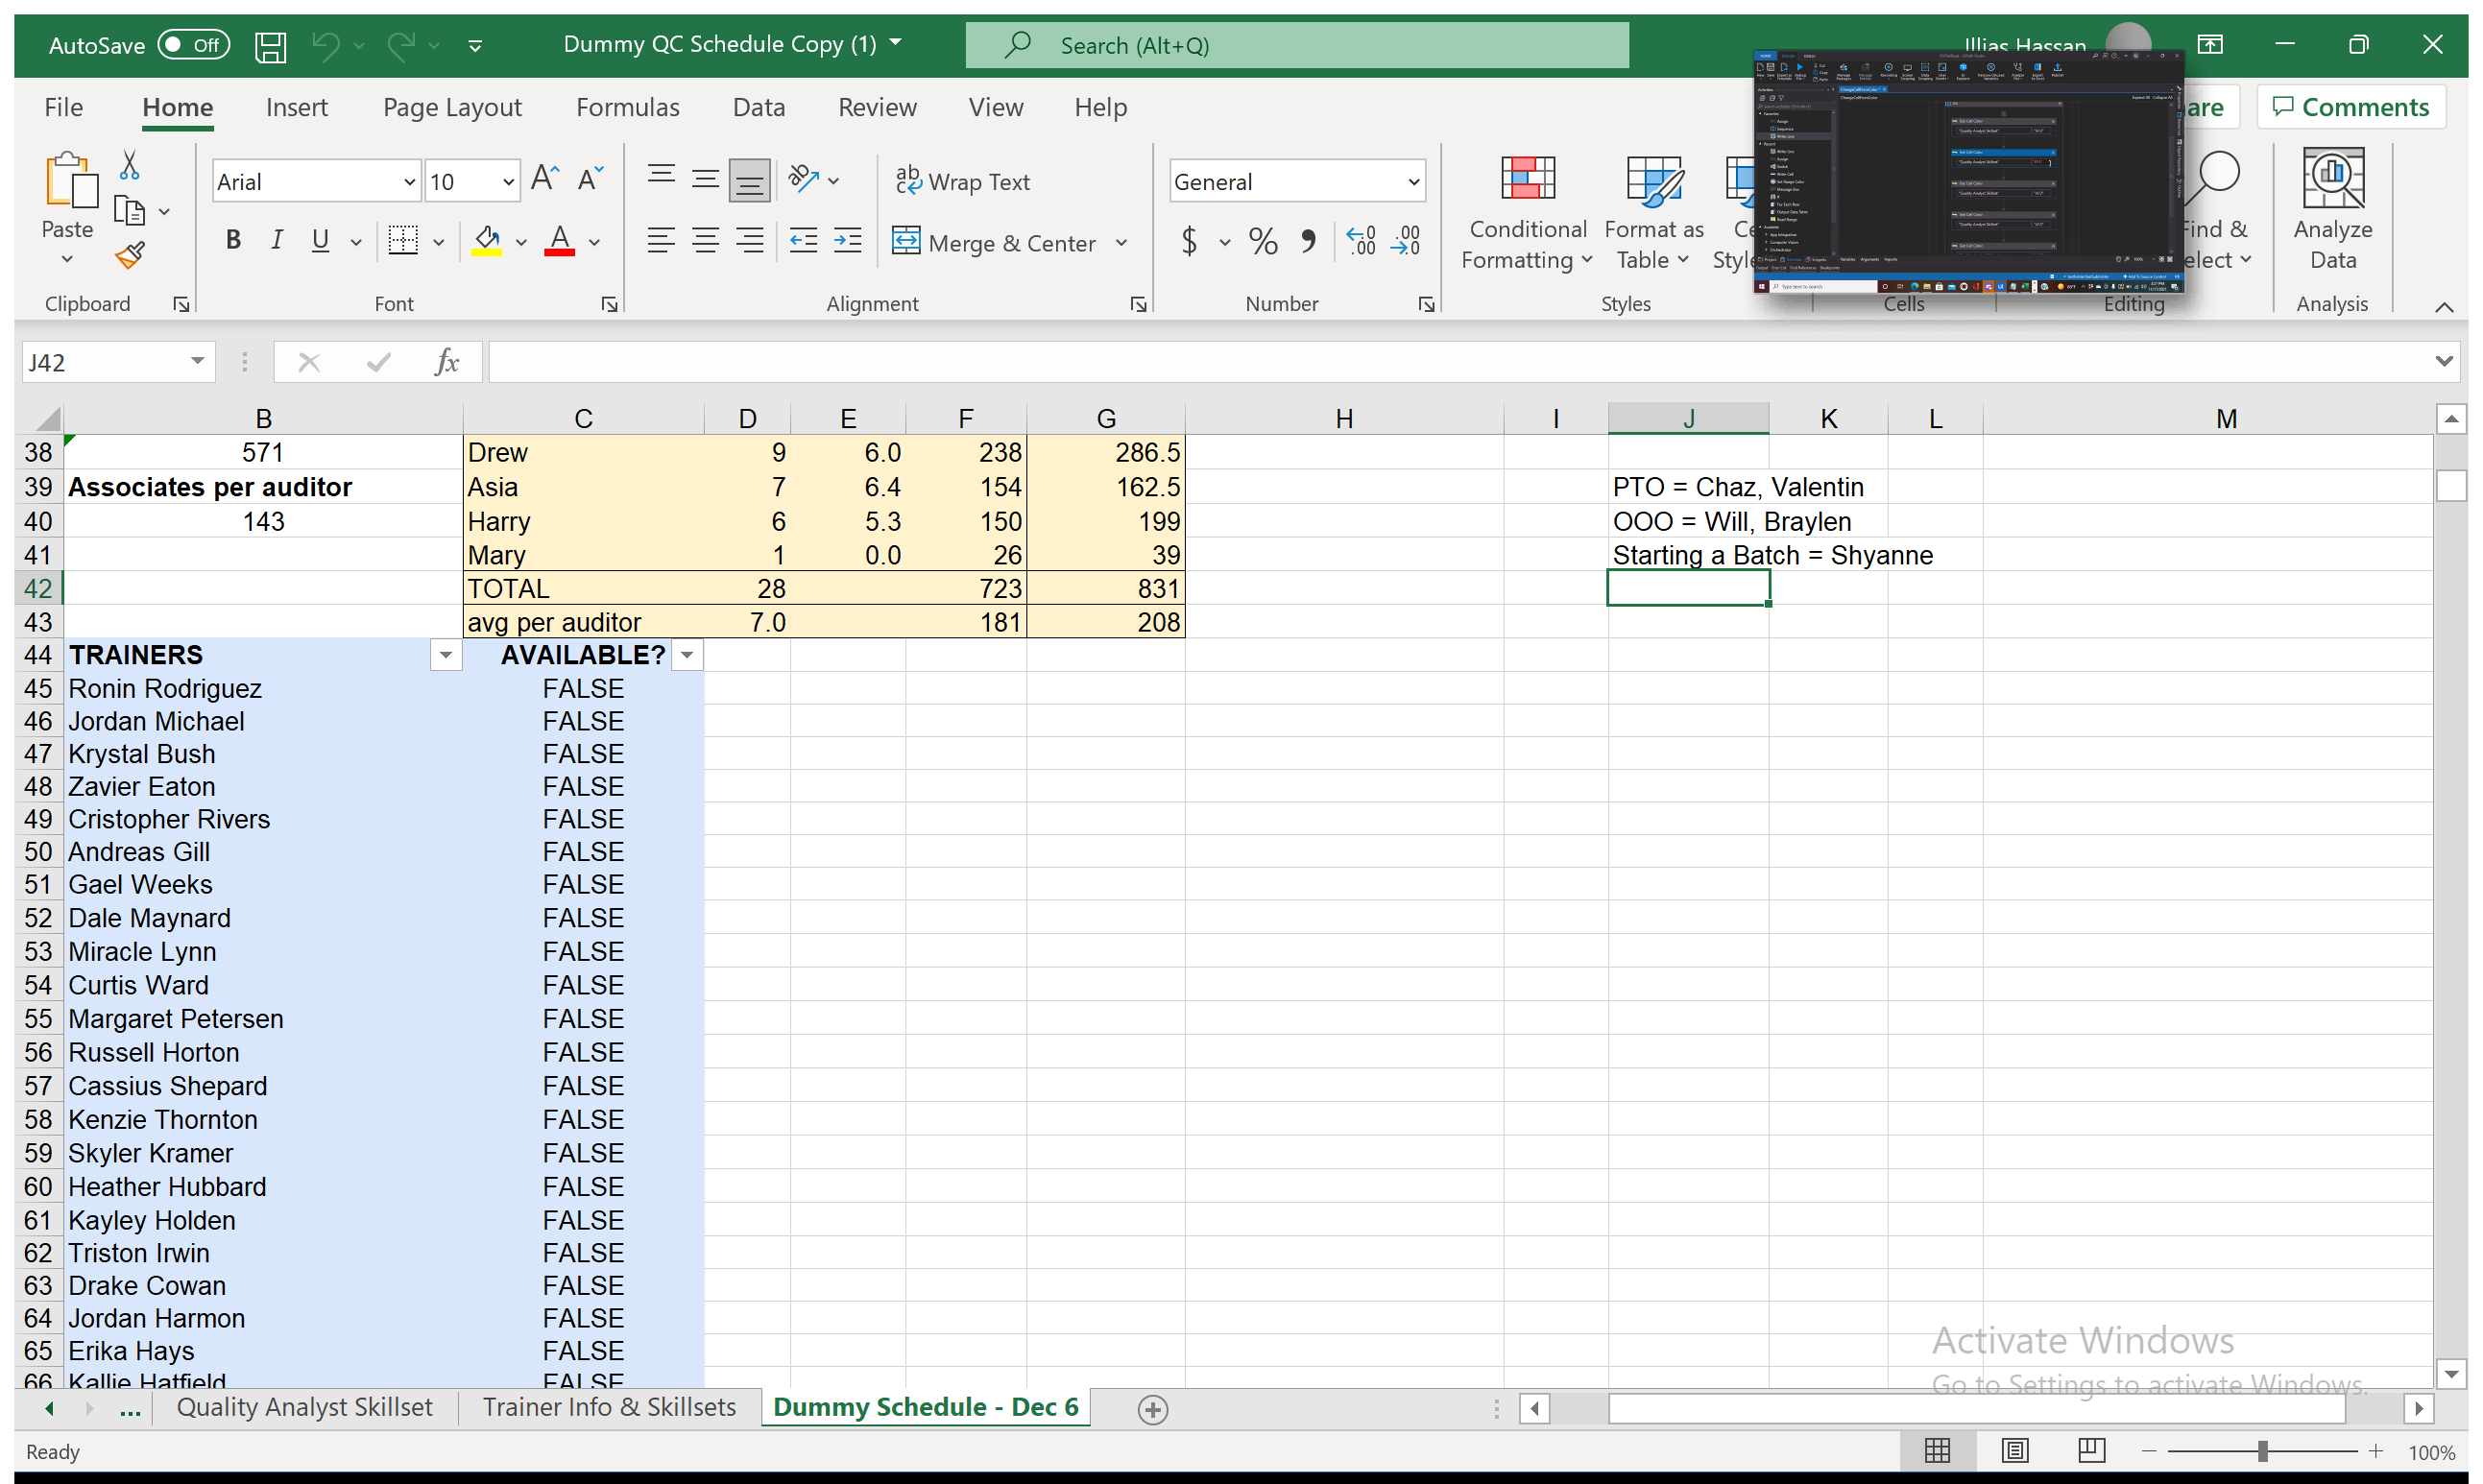 AutoSave Off Dummy QC Schedule Copy (1) Search (Alt+Q) Illias Hassan
File Home Insert Page Layout Formulas Data Review View Help Comments
Arial 10 Wrap Text General
Paste B I U Merge & Center $ % Conditional Formatting Format as Table Analyze Data
Clipboard Font Alignment Number Styles Cells Editing Analysis
J42 fx
B C D E F G H I J K L M
38 571 Drew 9 6.0 238 286.5
39 Associates per auditor Asia 7 6.4 154 162.5 PTO = Chaz, Valentin
40 143 Harry 6 5.3 150 199 OOO = Will, Braylen
41 Mary 1 0.0 26 39 Starting a Batch = Shyanne
42 TOTAL 28 723 831
43 avg per auditor 7.0 181 208
44 TRAINERS AVAILABLE?
45 Ronin Rodriguez FALSE
46 Jordan Michael FALSE
47 Krystal Bush FALSE
48 Zavier Eaton FALSE
49 Cristopher Rivers FALSE
50 Andreas Gill FALSE
51 Gael Weeks FALSE
52 Dale Maynard FALSE
53 Miracle Lynn FALSE
54 Curtis Ward FALSE
55 Margaret Petersen FALSE
56 Russell Horton FALSE
57 Cassius Shepard FALSE
58 Kenzie Thornton FALSE
59 Skyler Kramer FALSE
60 Heather Hubbard FALSE
61 Kayley Holden FALSE
62 Triston Irwin FALSE
63 Drake Cowan FALSE
64 Jordan Harmon FALSE
65 Erika Hays FALSE
66 Kallie Hatfield FALSE
Activate Windows
Go to Settings to activate Windows.
... Quality Analyst Skillset Trainer Info & Skillsets Dummy Schedule - Dec 6
Ready 100%